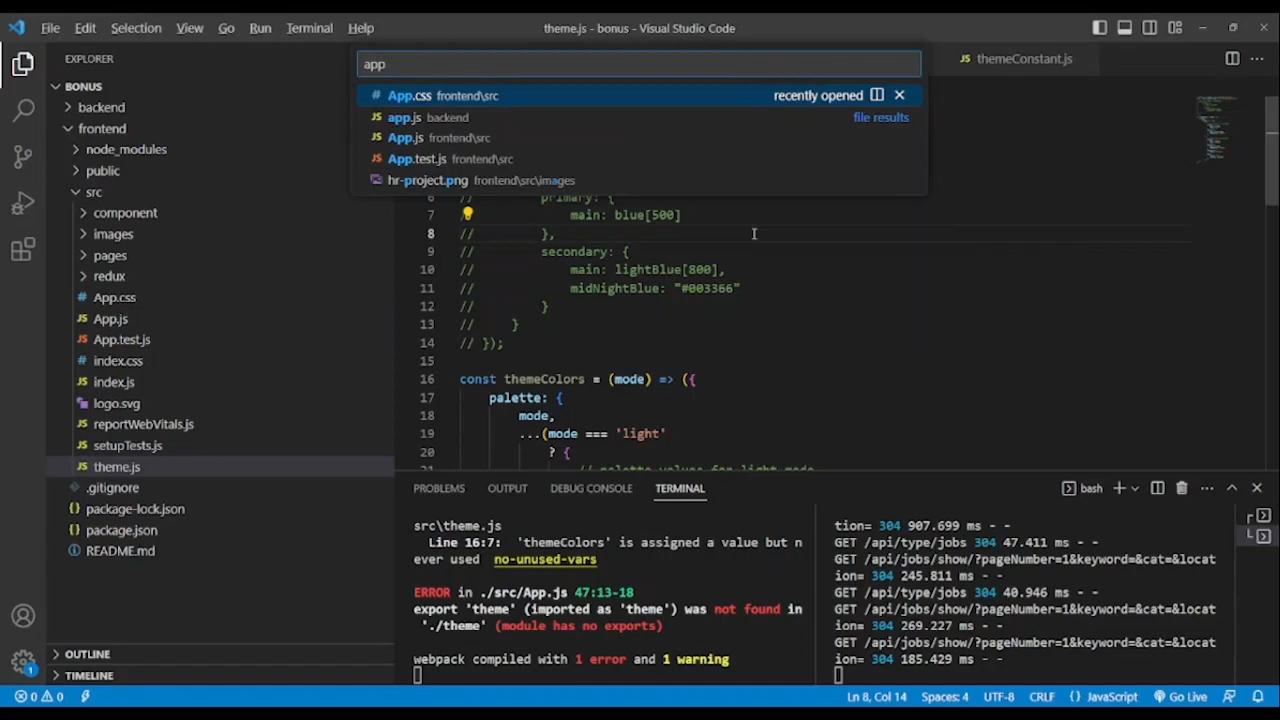 File Edit Selection View Go Run Terminal Help
theme.js - bonus - Visual Studio Code
EXPLORER
BONUS
backend
frontend
node_modules
public
src
component
images
pages
redux
App.css
App.js
App.test.js
index.css
index.js
logo.svg
reportWebVitals.js
setupTests.js
theme.js
.gitignore
package-lock.json
package.json
README.md
OUTLINE
TIMELINE
app
App.css frontend\src recently opened
app.js backend file results
App.js frontend\src
App.test.js frontend\src
hr-project.png frontend\src\images
JS themeConstant.js
6 // primary: {
7 main: blue[500]
8 // },
9 // secondary: {
10 // main: lightBlue[800],
11 // midNightBlue: "#003366"
12 // }
13 // }
14 // });
15
16 const themeColors = (mode) => ({
17 palette: {
18 mode,
19 ...(mode === 'light'
20 ? {
21 // palette values for light mode
PROBLEMS OUTPUT DEBUG CONSOLE TERMINAL
bash
src\theme.js
Line 16:7: 'themeColors' is assigned a value but n
ever used no-unused-vars
ERROR in ./src/App.js 47:13-18
export 'theme' (imported as 'theme') was not found in
'./theme' (module has no exports)
webpack compiled with 1 error and 1 warning
tion= 304 907.699 ms - -
GET /api/type/jobs 304 47.411 ms - -
GET /api/jobs/show/?pageNumber=1&keyword=&cat=&locat
ion= 304 245.811 ms - -
GET /api/type/jobs 304 40.946 ms - -
GET /api/jobs/show/?pageNumber=1&keyword=&cat=&locat
ion= 304 269.227 ms - -
GET /api/jobs/show/?pageNumber=1&keyword=&cat=&locat
ion= 304 185.429 ms - -
1
0 0 Ln 8, Col 14 Spaces: 4 UTF-8 CRLF {} JavaScript Go Live